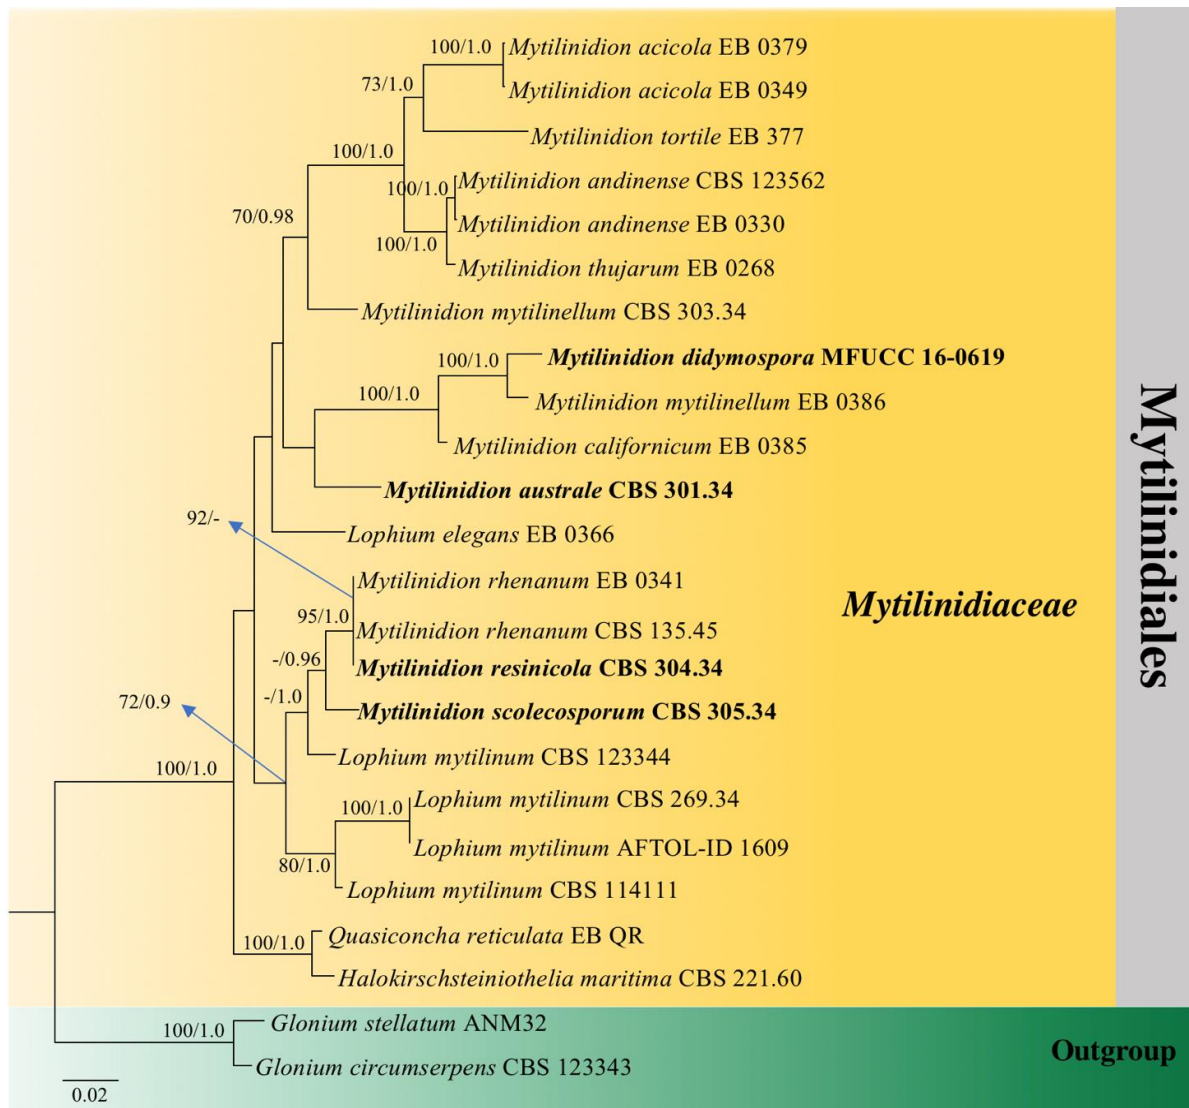 100/1.0
Mytilinidion acicola EB 0379
73/1.0
Mytilinidion acicola EB 0349
Mytilinidion tortile EB 377
100/1.0
100/1.0
Mytilinidion andinense CBS 123562
70/0.98
Mytilinidion andinense EB 0330
100/1.0
Mytilinidion thujarum EB 0268
Mytilinidion mytilinellum CBS 303.34
100/1.0
Mytilinidion didymospora MFUCC 16-0619
100/1.0
Mytilinidion mytilinellum EB 0386
Mytilinidion californicum EB 0385
Mytilinidion australe CBS 301.34
92/-
Lophium elegans EB 0366
Mytilinidion rhenanum EB 0341
95/1.0
Mytilinidion rhenanum CBS 135.45
-/0.96
Mytilinidion resinicola CBS 304.34
-/1.0
72/0.9
Mytilinidion scolecosporum CBS 305.34
Lophium mytilinum CBS 123344
100/1.0
100/1.0
Lophium mytilinum CBS 269.34
Lophium mytilinum AFTOL-ID 1609
80/1.0
Lophium mytilinum CBS 114111
Quasiconcha reticulata EB QR
100/1.0
Halokirschsteiniothelia maritima CBS 221.60
Mytilinidiaceae
Mytilinidiales
100/1.0
Glonium stellatum ANM32
Glonium circumserpens CBS 123343
Outgroup
0.02